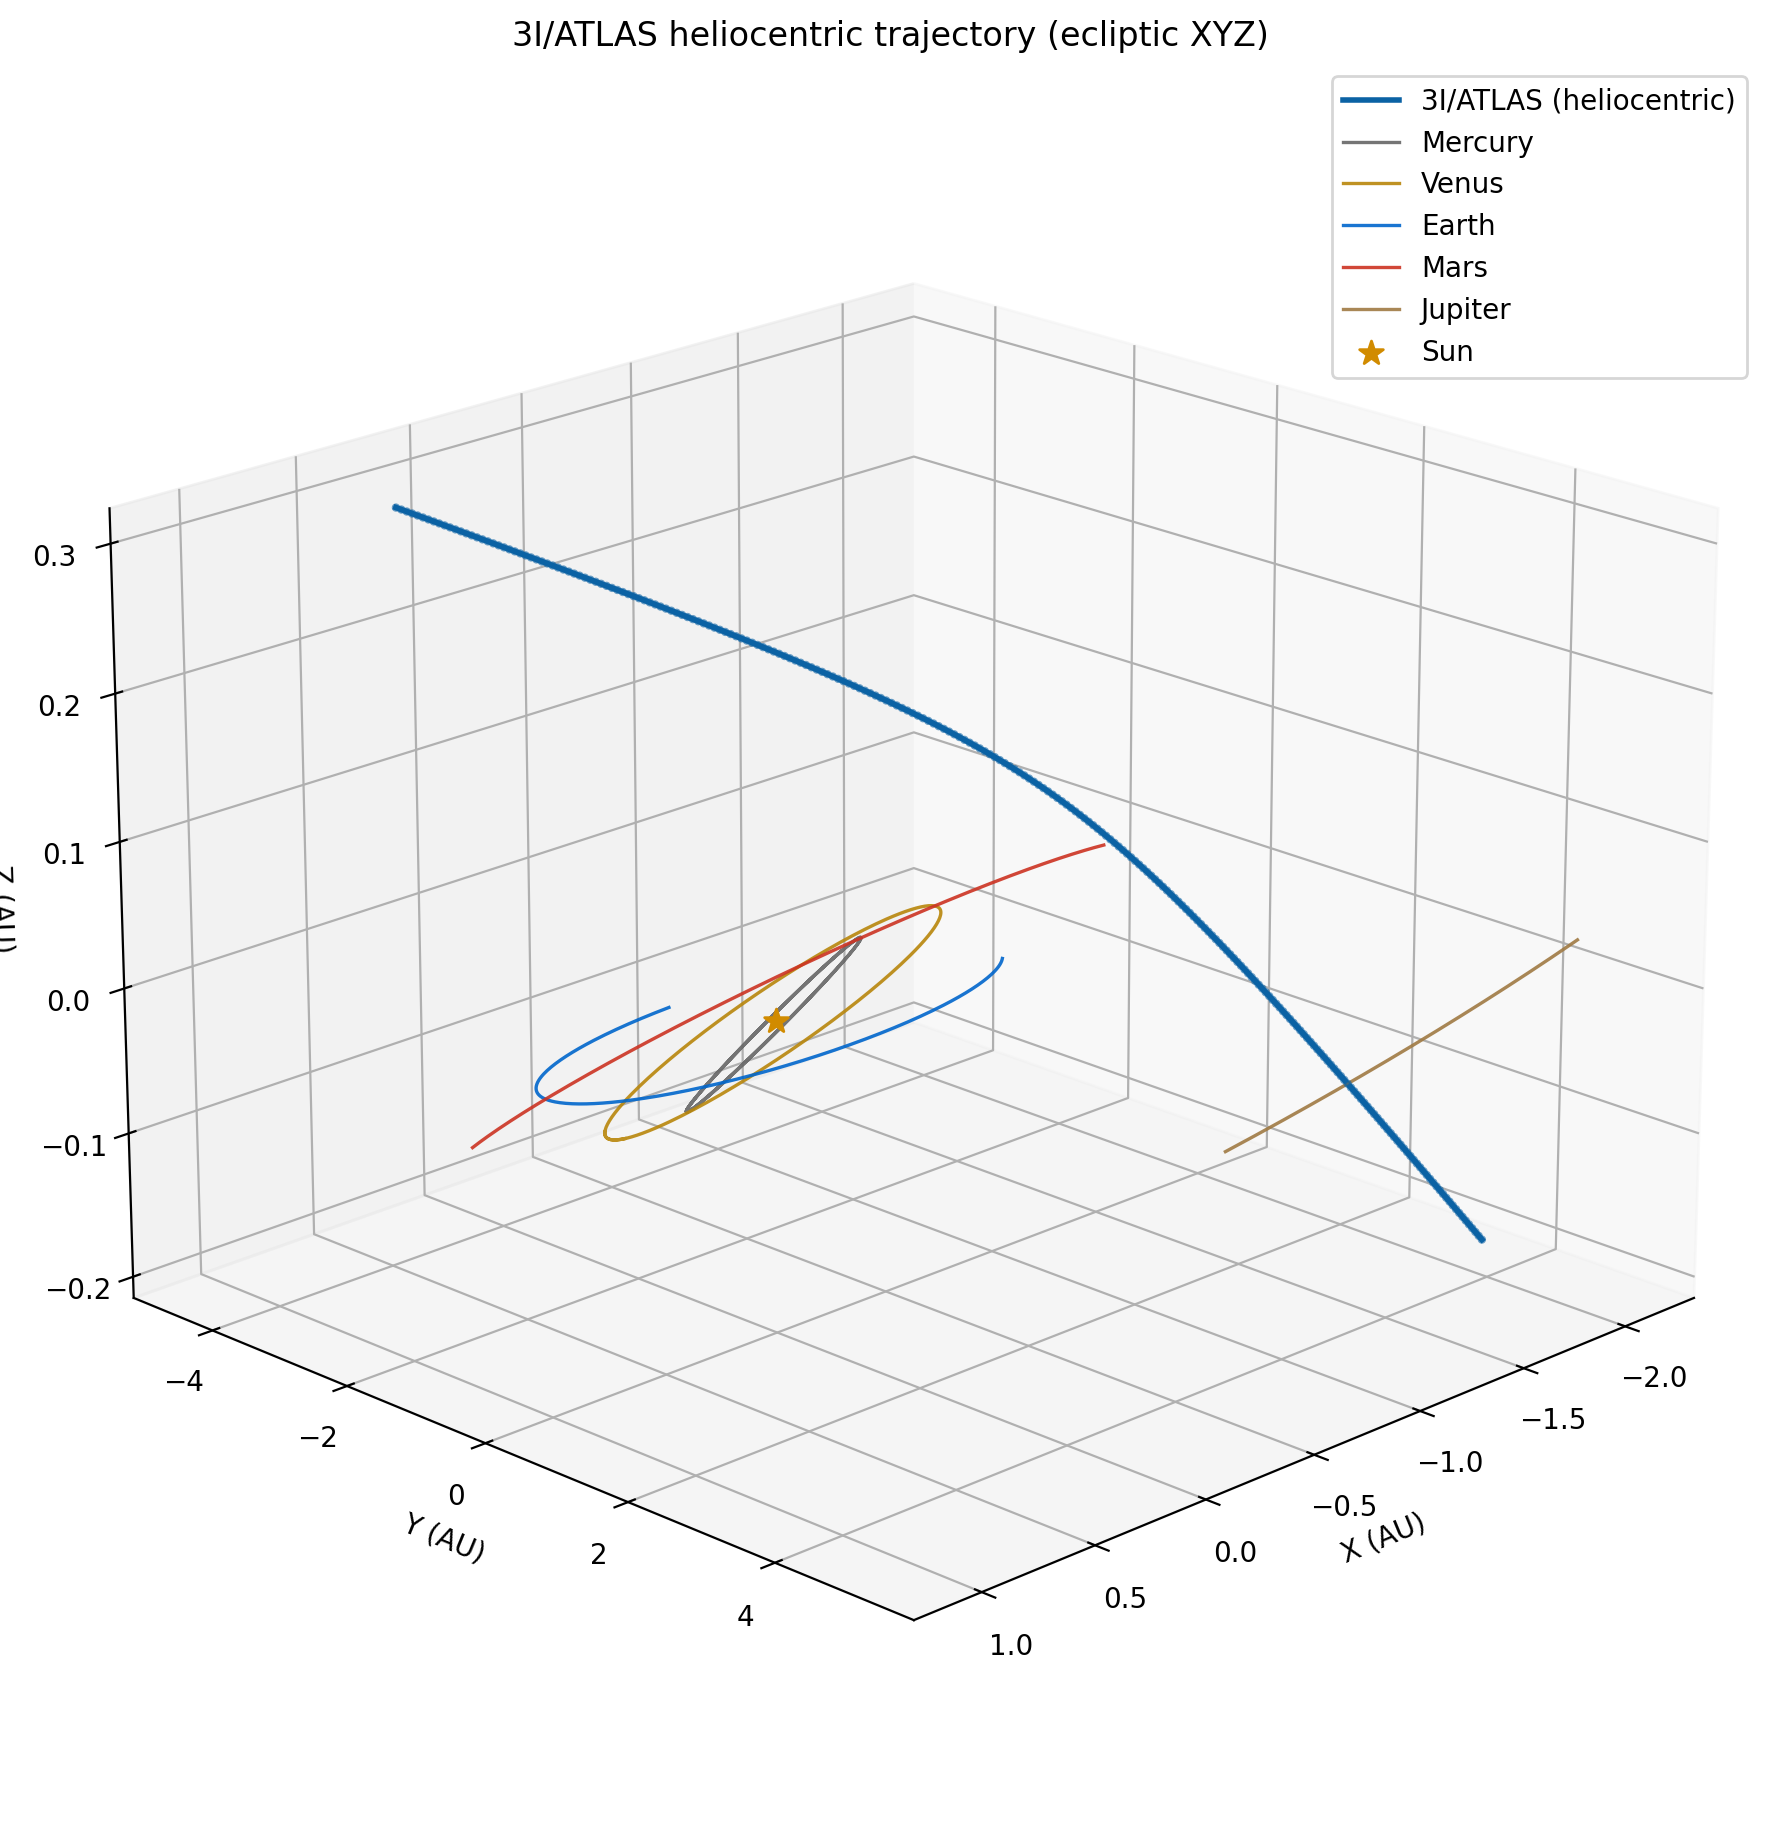 3I/ATLAS heliocentric trajectory (ecliptic XYZ)
3I/ATLAS (heliocentric)
Mercury
Venus
Earth
Mars
Jupiter
Sun
0.3
0.2
0.1
0.0
−0.1
−0.2
Z (AU)
−4
−2
0
2
4
Y (AU)
−2.0
−1.5
−1.0
−0.5
0.0
0.5
1.0
X (AU)